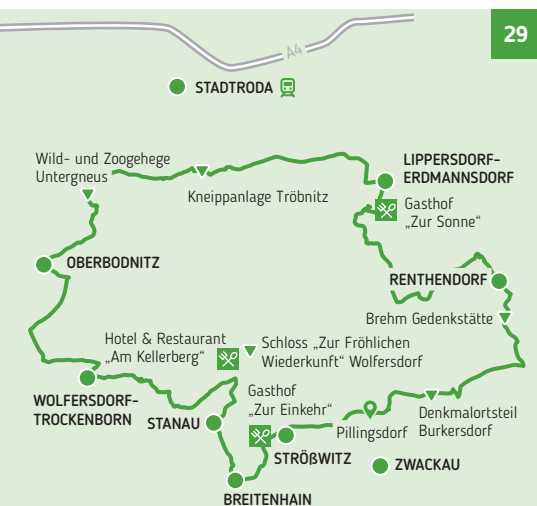 29
A4
STADTRODA
Wild- und Zoogehege
Untergneus
Kneippanlage Tröbnitz
LIPPERSDORF-
ERDMANNSDORF
Gasthof
„Zur Sonne“
OBERBODNITZ
RENTHENDORF
Brehm Gedenkstätte
Hotel & Restaurant
„Am Kellerberg“
Schloss „Zur Fröhlichen
Wiederkunft“ Wolfersdorf
WOLFERSDORF-
TROCKENBORN
Gasthof
„Zur Einkehr“
STANAU
Pillingsdorf
Denkmalortsteil
Burkersdorf
STRÖẞWITZ
ZWACKAU
BREITENHAIN